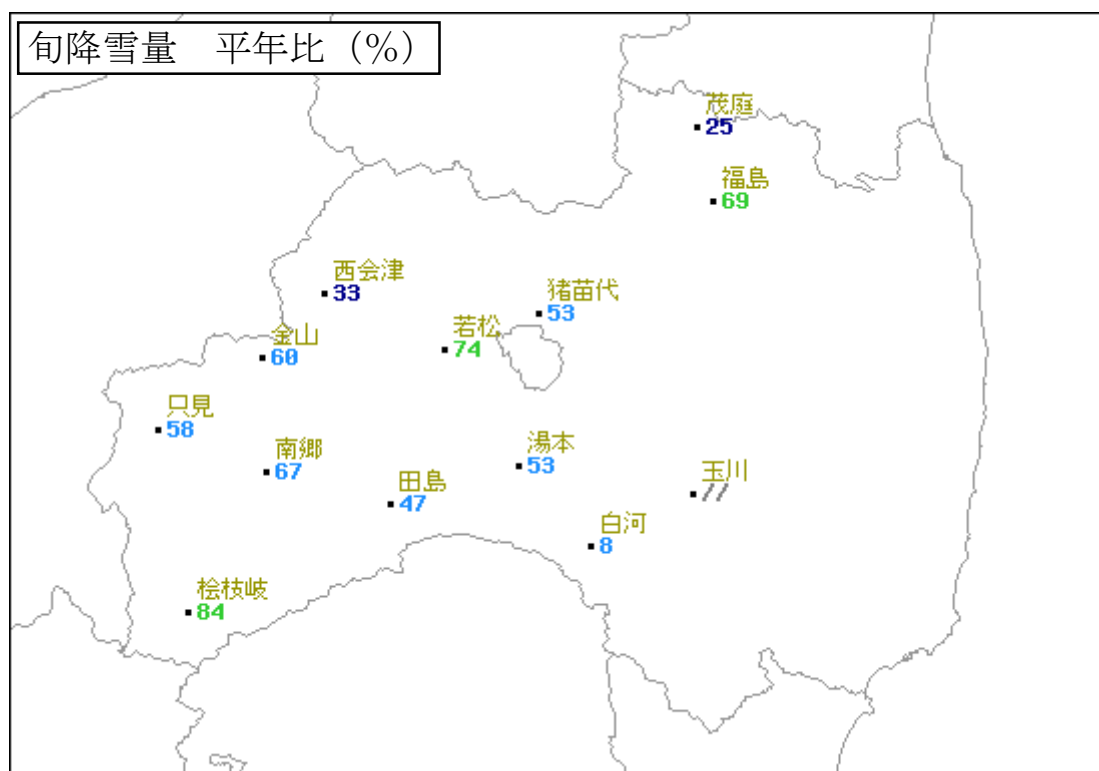 旬降雪量　平年比（％）
茂庭
25
福島
69
西会津
33
猪苗代
53
金山
60
若松
74
只見
58
南郷
67
湯本
53
田島
47
玉川
//
白河
8
桧枝岐
84